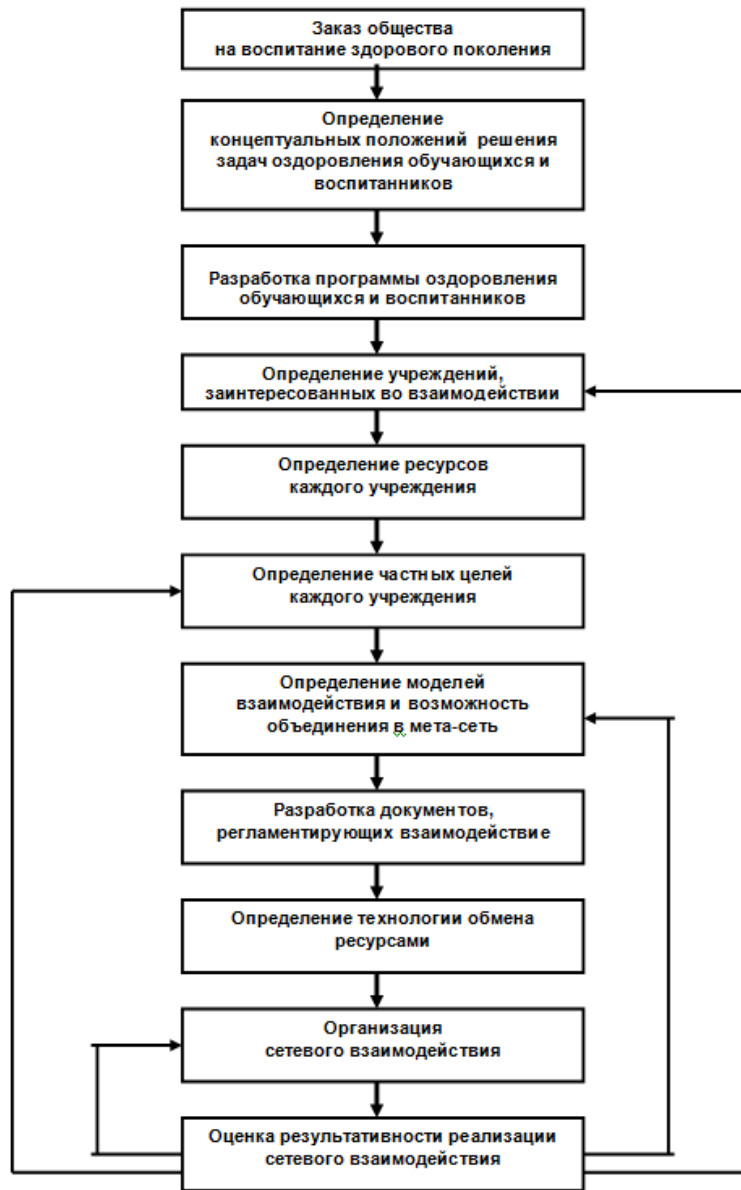 Заказ общества
на воспитание здорового поколения
Определение
концептуальных положений решения
задач оздоровления обучающихся и
воспитанников
Разработка программы оздоровления
обучающихся и воспитанников
Определение учреждений,
заинтересованных во взаимодействии
Определение ресурсов
каждого учреждения
Определение частных целей
каждого учреждения
Определение моделей
взаимодействия и возможность
объединения в мета-сеть
Разработка документов,
регламентирующих взаимодействие
Определение технологии обмена
ресурсами
Организация
сетевого взаимодействия
Оценка результативности реализации
сетевого взаимодействия